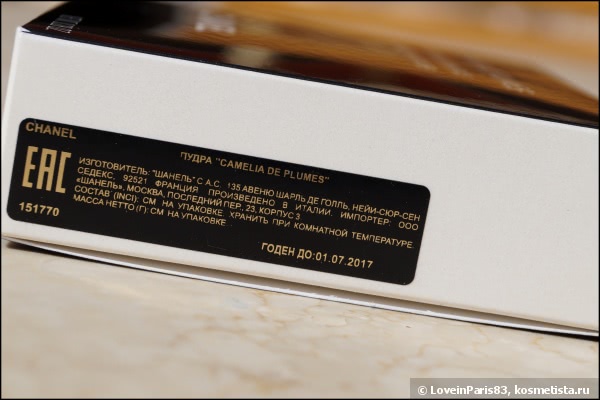 CHANEL
ПУДРА "CAMELIA DE PLUMES"
EAC
ИЗГОТОВИТЕЛЬ: "ШАНЕЛЬ" С.А.С. 135 АВЕНЮ ШАРЛЬ ДЕ ГОЛЛЬ, НЕЙИ-СЮР-СЕН
СЕДЕКС, 92521 ФРАНЦИЯ. ПРОИЗВЕДЕНО В ИТАЛИИ. ИМПОРТЕР: ООО
«ШАНЕЛЬ», МОСКВА, ПОСЛЕДНИЙ ПЕР, 23, КОРПУС 3.
СОСТАВ (INCI): СМ НА УПАКОВКЕ. ХРАНИТЬ ПРИ КОМНАТНОЙ ТЕМПЕРАТУРЕ.
МАССА НЕТТО (Г): СМ НА УПАКОВКЕ.
151770
ГОДЕН ДО:01.07.2017
© LoveinParis83, kosmetista.ru